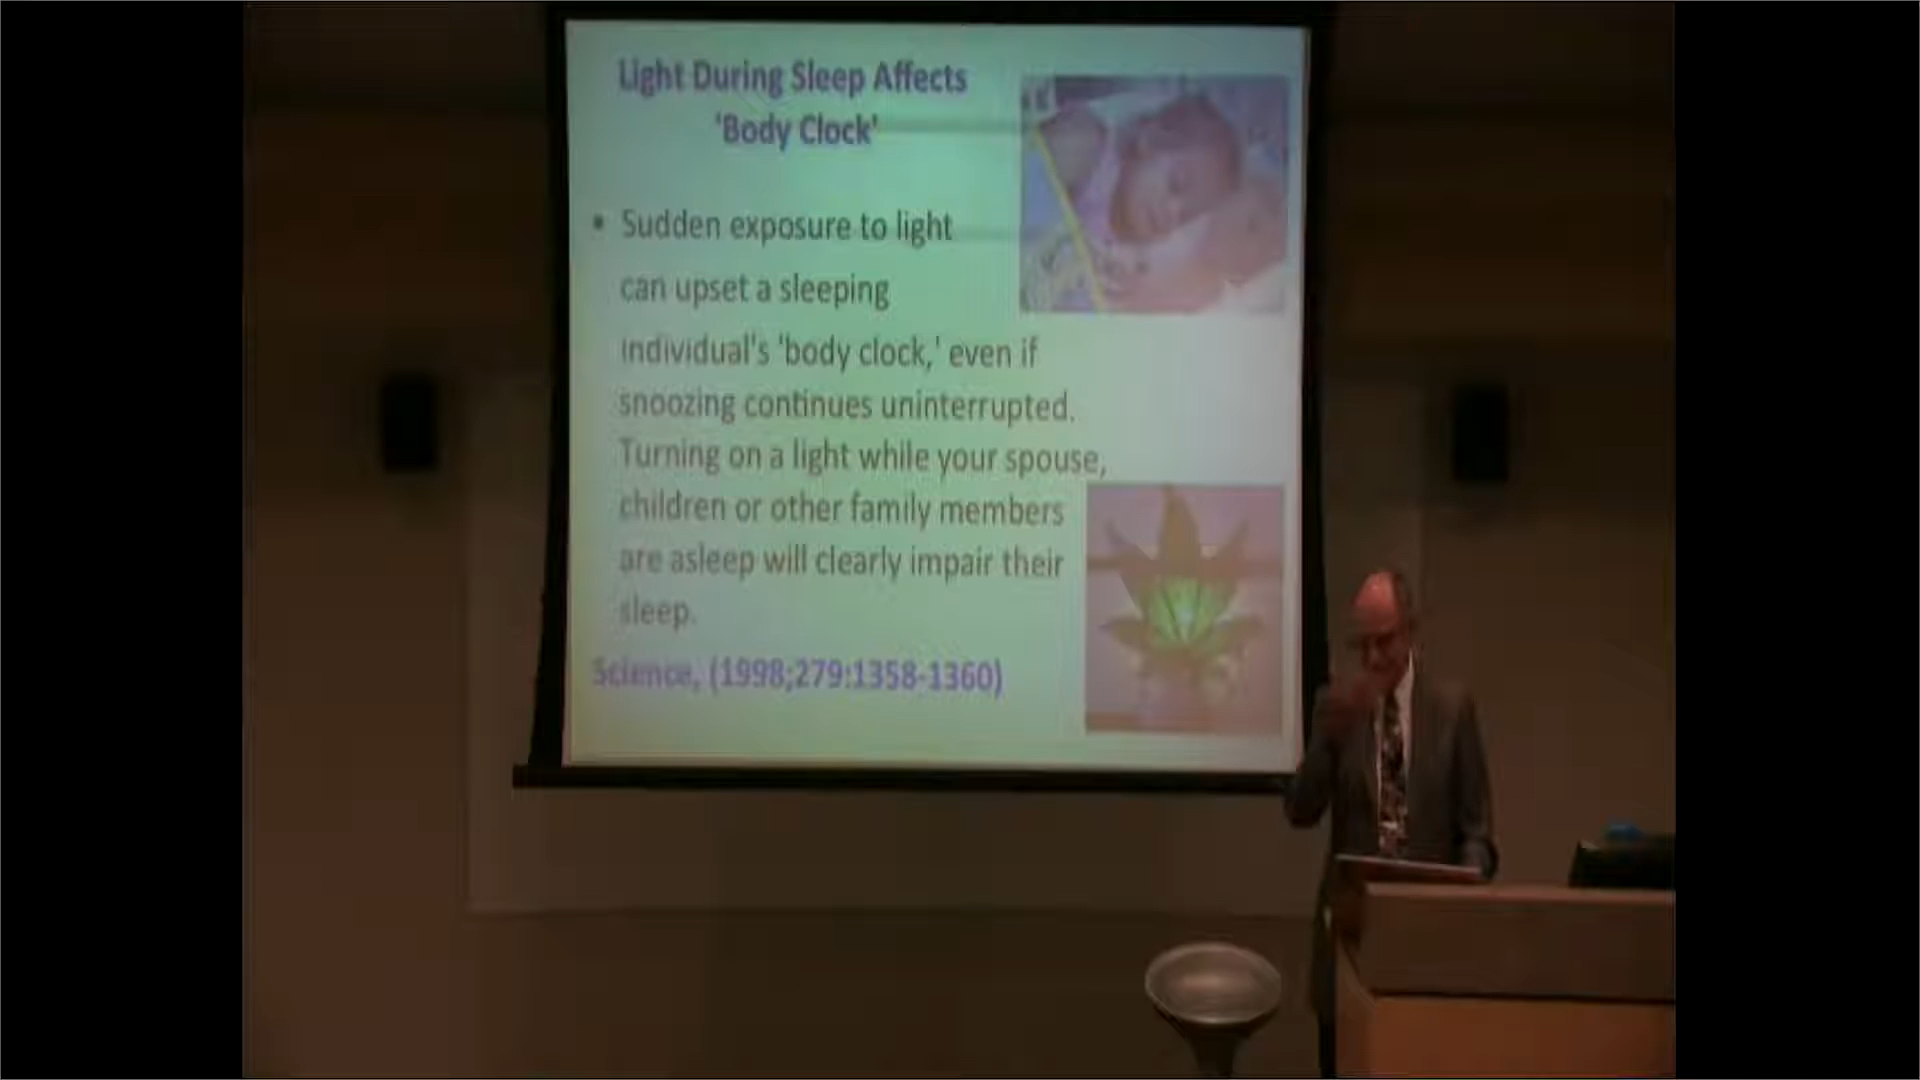 Light During Sleep Affects
'Body Clock'
• Sudden exposure to light
can upset a sleeping
individual's 'body clock,' even if
snoozing continues uninterrupted.
Turning on a light while your spouse,
children or other family members
are asleep will clearly impair their
sleep.
Science, (1998;279:1358-1360)